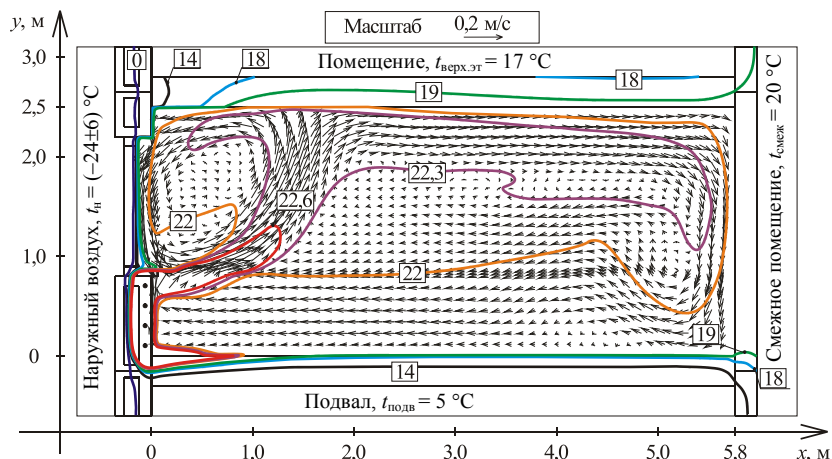 y, м
Масштаб 0,2 м/с
3,0
0
14
18
Помещение, tверх.эт = 17 °C
18
19
2,5
2,0
22,3
22,6
22
1,0
22
19
0
14
18
Подвал, tподв = 5 °C
Наружный воздух, tн = (−24±6) °C
Смежное помещение, tсмеж = 20 °C
0 1,0 2,0 3,0 4,0 5,0 5,8 x, м